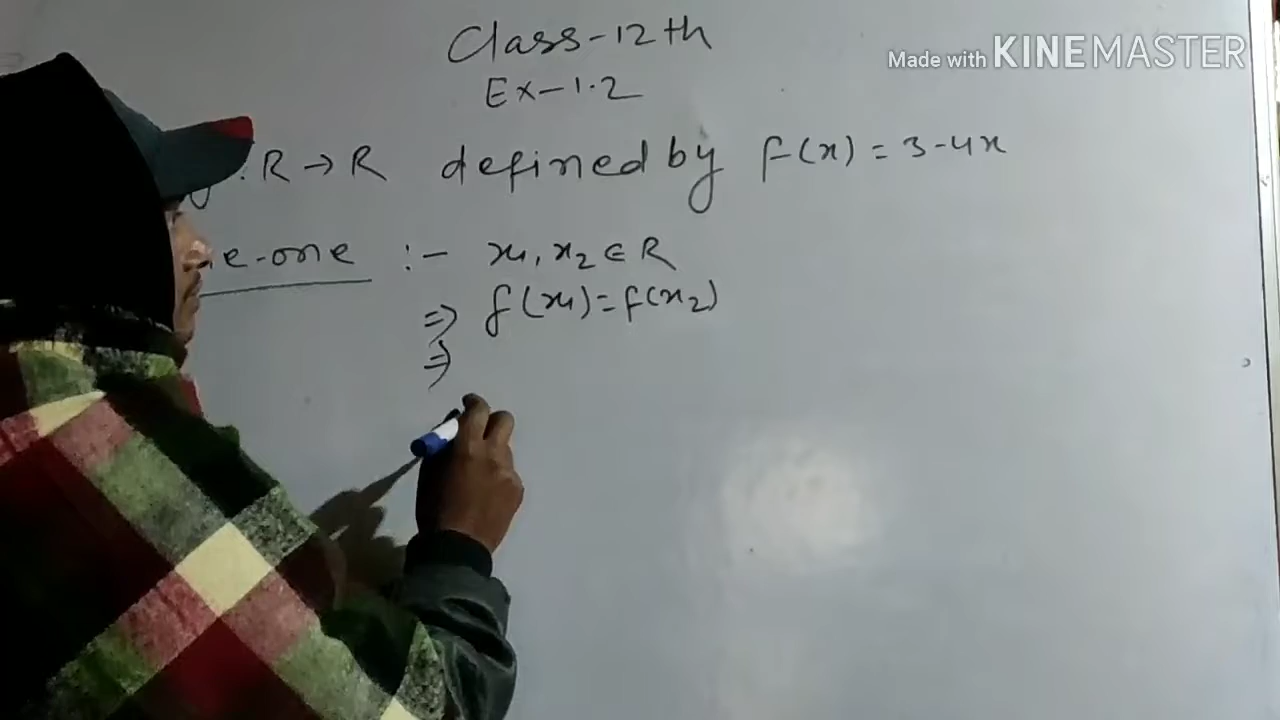 Class-12th
Made with KINEMASTER
Ex-1.2
: R → R defined by f(x) = 3-4x
e-one :- x₁, x₂ ∈ R
⇒ f(x₁) = f(x₂)
⇒